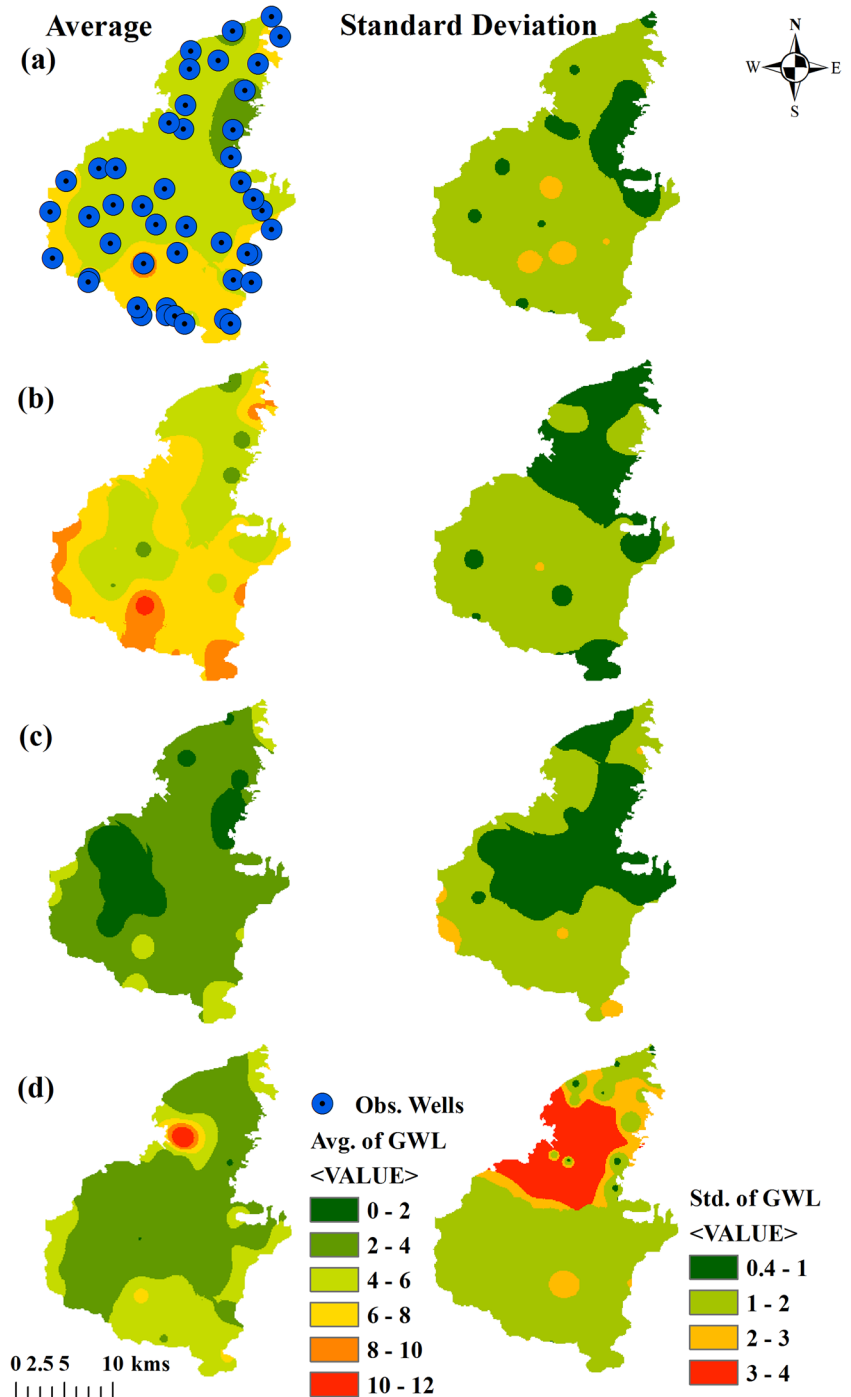 Average Standard Deviation
N
W E
S
(a)
(b)
(c)
(d)
Obs. Wells
Avg. of GWL
<VALUE>
0 - 2
2 - 4
4 - 6
6 - 8
8 - 10
10 - 12
Std. of GWL
<VALUE>
0.4 - 1
1 - 2
2 - 3
3 - 4
0 2.5 5 10 kms